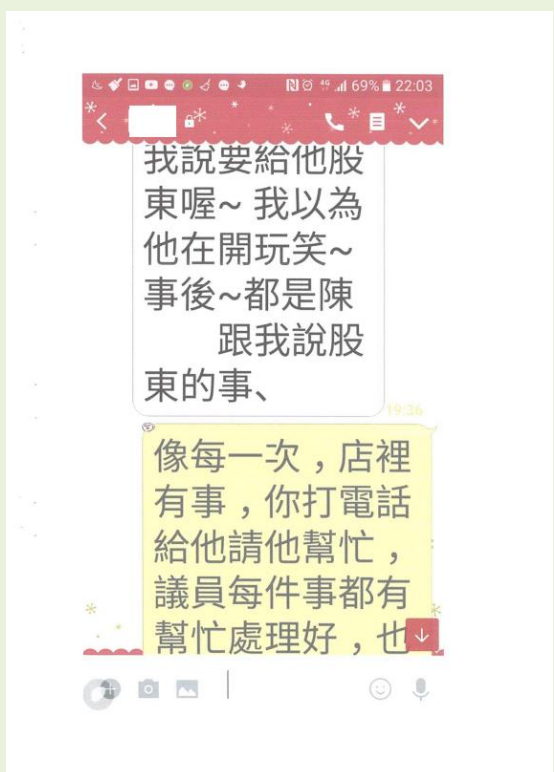 69% 22:03
我說要給他股
東喔~ 我以為
他在開玩笑~
事後~都是陳
跟我說股
東的事、
19:36
像每一次，店裡
有事，你打電話
給他請他幫忙，
議員每件事都有
幫忙處理好，也